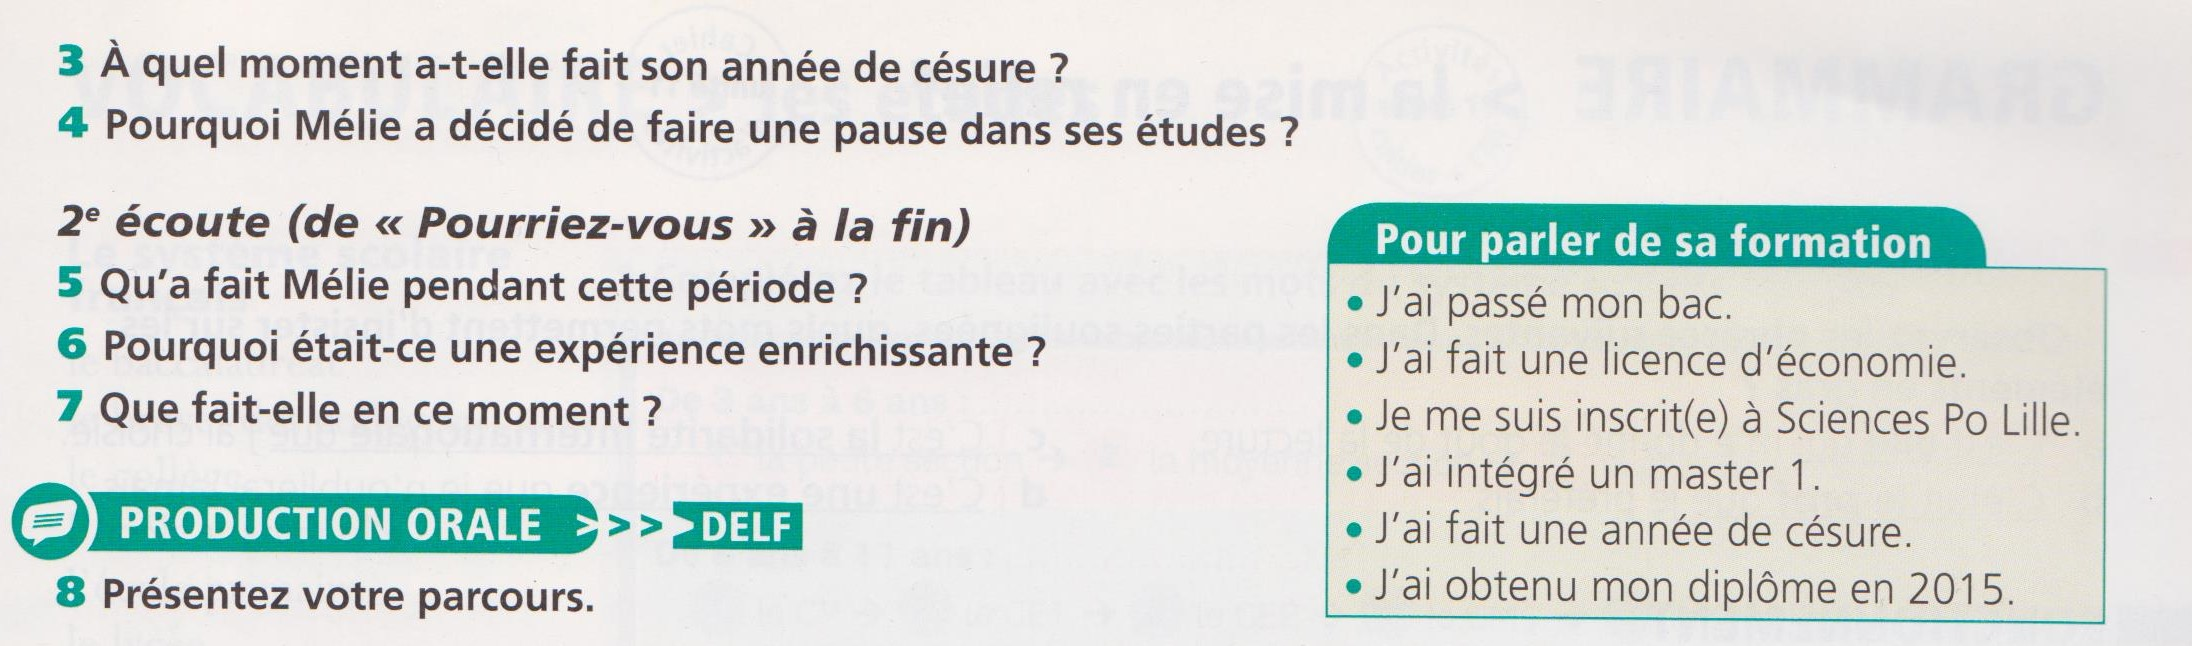 3 À quel moment a-t-elle fait son année de césure ?
4 Pourquoi Mélie a décidé de faire une pause dans ses études ?
2e écoute (de « Pourriez-vous » à la fin)
5 Qu'a fait Mélie pendant cette période ?
6 Pourquoi était-ce une expérience enrichissante ?
7 Que fait-elle en ce moment ?
PRODUCTION ORALE >>>> DELF
8 Présentez votre parcours.
Pour parler de sa formation
• J'ai passé mon bac.
• J'ai fait une licence d'économie.
• Je me suis inscrit(e) à Sciences Po Lille.
• J'ai intégré un master 1.
• J'ai fait une année de césure.
• J'ai obtenu mon diplôme en 2015.